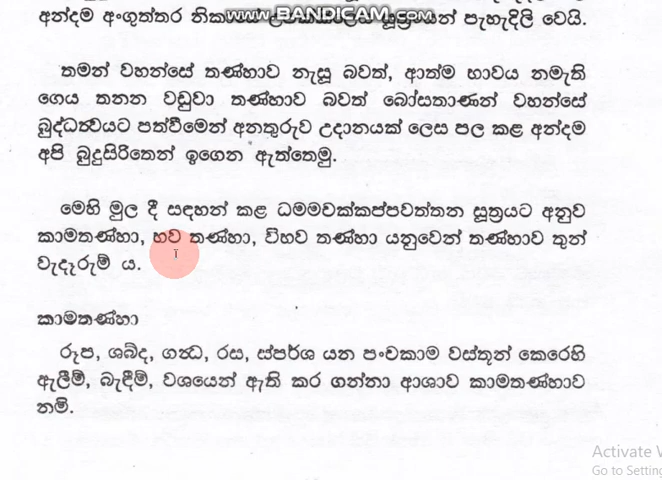 අන්දම අංගුත්තර
WWW.BANDICAM.COM
පැහැදිලි වෙයි.
තමන් වහන්සේ තණ්හාව නැසූ බවත්, ආත්ම භාවය නමැති
ගෙය තනන වඩුවා තණ්හාව බවත් බෝසතාණන් වහන්සේ
බුද්ධත්‍වයට පත්වීමෙන් අනතුරුව උදානයක් ලෙස පල කළ අන්දම
අපි බුදුසිරිතෙන් ඉගෙන ඇත්තෙමු.
මෙහි මුල දී සඳහන් කළ ධම්මචක්කප්පවත්තන සූත්‍රයට අනුව
කාමතණ්හා, භව තණ්හා, විභව තණ්හා යනුවෙන් තණ්හාව තුන්
වැදෑරුම් ය.
කාමතණ්හා
රූප, ශබ්ද, ගන්‍ධ, රස, ස්පර්ශ යන පංචකාම වස්තූන් කෙරෙහි
ඇලීම්, බැඳීම්, වශයෙන් ඇති කර ගන්නා ආශාව කාමතණ්හාව
නම්.
Activate
Go to Setting